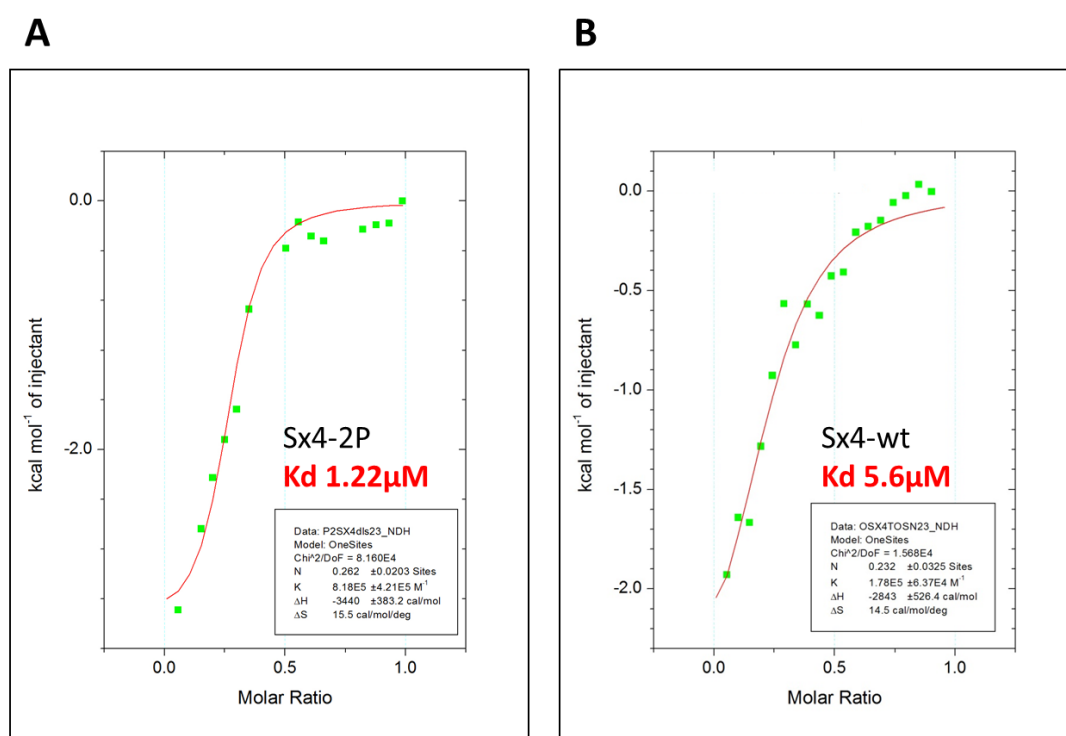 A
B
0.0
-2.0
kcal mol⁻¹ of injectant
0.0
0.5
1.0
Molar Ratio
Sx4-2P
Kd 1.22µM
Data: P2SX4dls23_NDH
Model: OneSites
Chi^2/DoF = 8.160E4
N 0.262 ±0.0203 Sites
K 8.18E5 ±4.21E5 M⁻¹
ΔH -3440 ±383.2 cal/mol
ΔS 15.5 cal/mol/deg
0.0
-0.5
-1.0
-1.5
-2.0
kcal mol⁻¹ of injectant
0.0
0.5
1.0
Molar Ratio
Sx4-wt
Kd 5.6µM
Data: OSX4TOSN23_NDH
Model: OneSites
Chi^2/DoF = 1.568E4
N 0.232 ±0.0325 Sites
K 1.78E5 ±6.37E4 M⁻¹
ΔH -2843 ±526.4 cal/mol
ΔS 14.5 cal/mol/deg